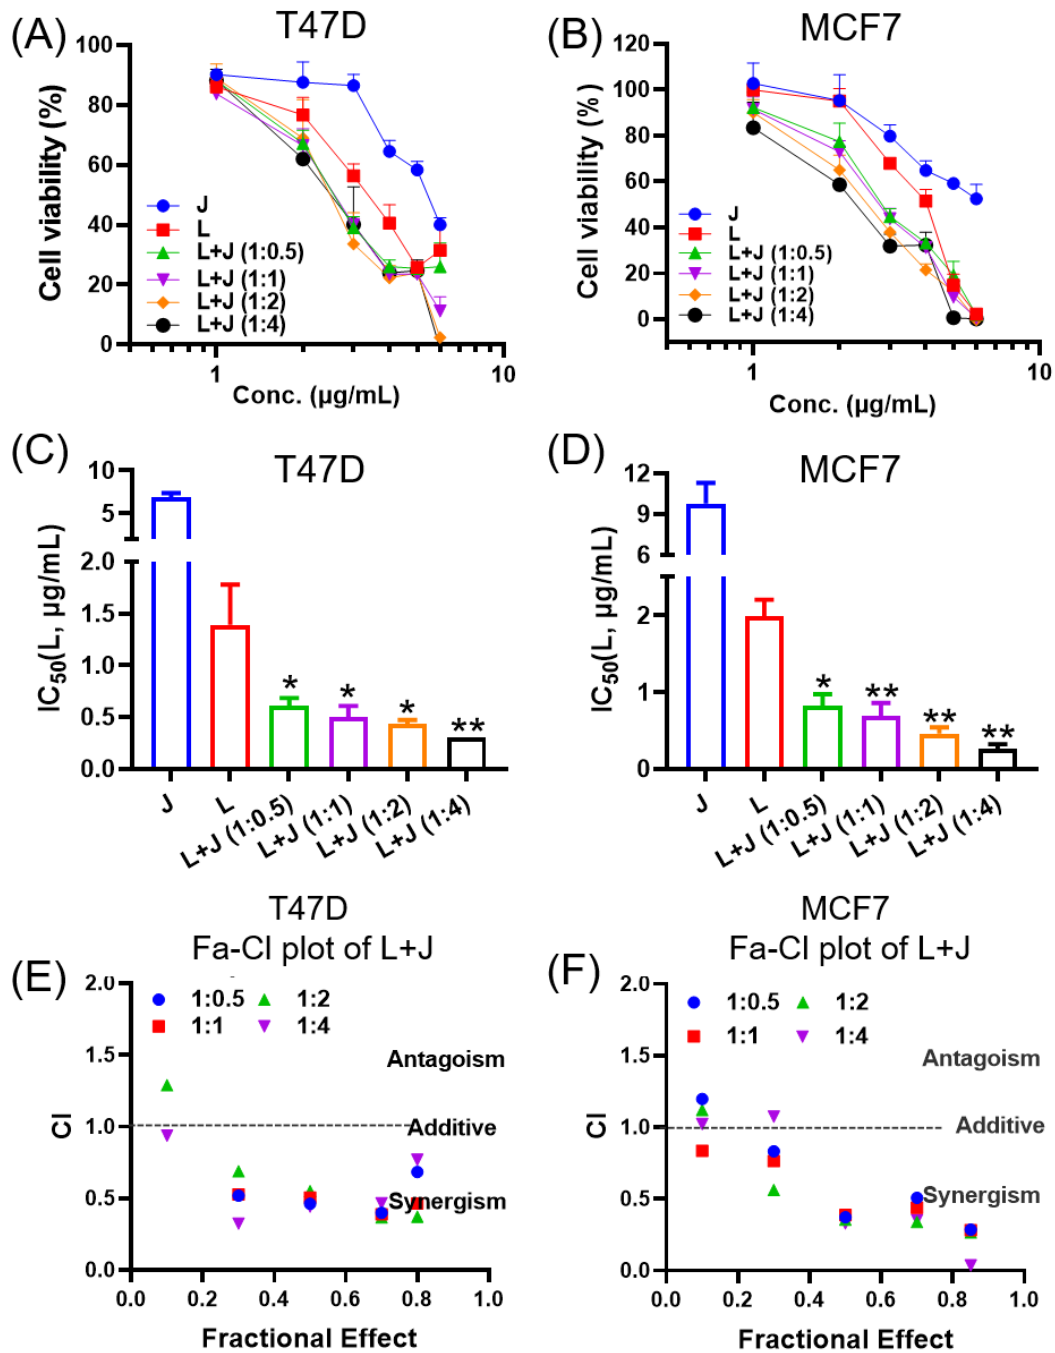 (A)
T47D
100
80
60
40
20
0
Cell viability (%)
J
L
L+J (1:0.5)
L+J (1:1)
L+J (1:2)
L+J (1:4)
1
10
Conc. (µg/mL)
(B)
MCF7
120
100
80
60
40
20
0
Cell viability (%)
J
L
L+J (1:0.5)
L+J (1:1)
L+J (1:2)
L+J (1:4)
1
10
Conc. (µg/mL)
(C)
T47D
10
5
2.0
1.5
1.0
0.5
0.0
IC50(L, µg/mL)
* * * **
J
L
L+J (1:0.5)
L+J (1:1)
L+J (1:2)
L+J (1:4)
(D)
MCF7
12
9
6
2
1
0
IC50(L, µg/mL)
* ** ** **
J
L
L+J (1:0.5)
L+J (1:1)
L+J (1:2)
L+J (1:4)
(E)
T47D
Fa-CI plot of L+J
2.0
1.5
1.0
0.5
0.0
CI
1:0.5 1:2
1:1 1:4
Antagoism
Additive
Synergism
0.0 0.2 0.4 0.6 0.8 1.0
Fractional Effect
(F)
MCF7
Fa-CI plot of L+J
2.0
1.5
1.0
0.5
0.0
CI
1:0.5 1:2
1:1 1:4
Antagoism
Additive
Synergism
0.0 0.2 0.4 0.6 0.8 1.0
Fractional Effect